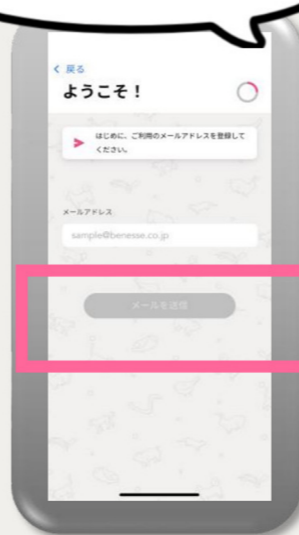 戻る
ようこそ！
はじめに、ご利用のメールアドレスを登録して
ください。
メールアドレス
sample@benesse.co.jp
メールを送信